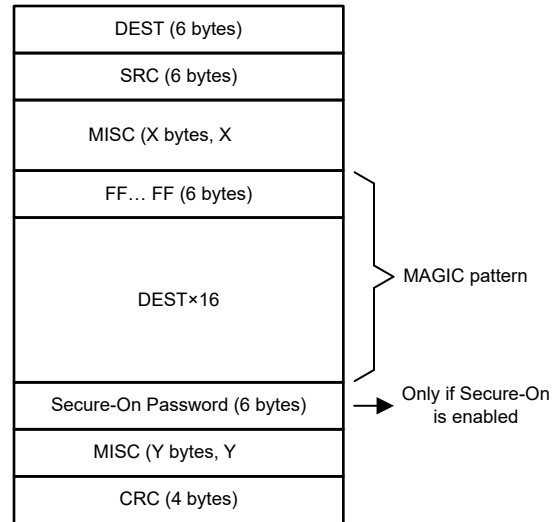 DEST (6 bytes)
SRC (6 bytes)
MISC (X bytes, X
FF… FF (6 bytes)
DEST×16
MAGIC pattern
Secure-On Password (6 bytes)
Only if Secure-On
is enabled
MISC (Y bytes, Y
CRC (4 bytes)